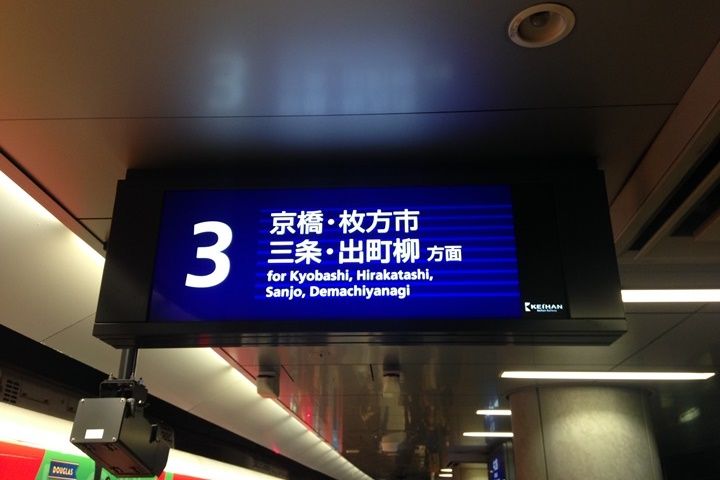 3
京橋・枚方市
三条・出町柳 方面
for Kyobashi, Hirakatashi,
Sanjo, Demachiyanagi
KEIHAN
DOUGLAS